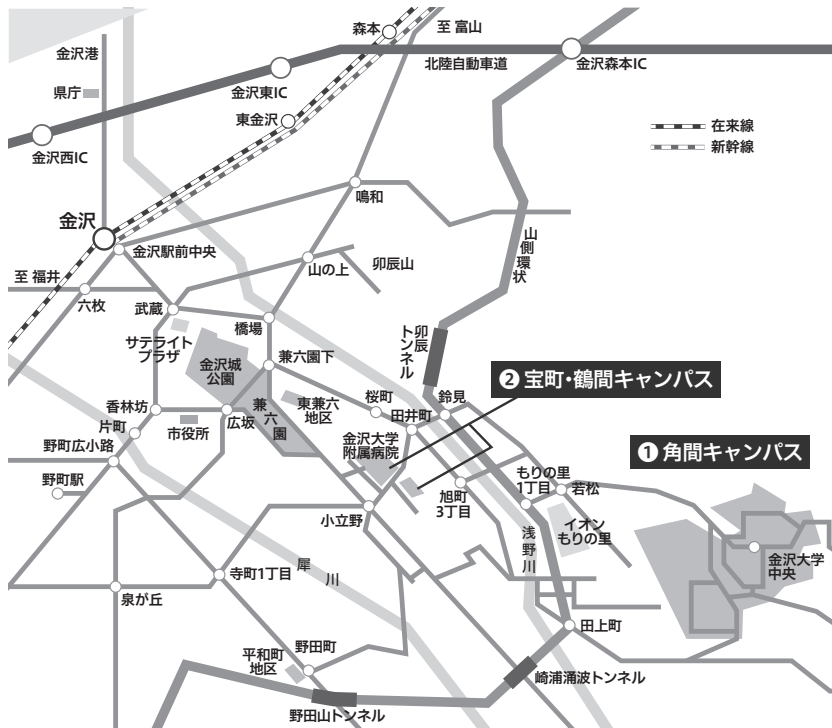 森本
至 富山
金沢港
北陸自動車道
金沢森本IC
県庁
金沢東IC
東金沢
在来線
新幹線
金沢西IC
鳴和
金沢
金沢駅前中央
山側環状
山の上
卯辰山
至 福井
六枚
武蔵
橋場
卯辰
トンネル
サテライト
プラザ
金沢城
公園
兼六園下
❷ 宝町・鶴間キャンパス
香林坊
広坂
兼六園
東兼六
地区
桜町
田井町
鈴見
片町
市役所
金沢大学
附属病院
❶ 角間キャンパス
野町広小路
野町駅
旭町
3丁目
もりの里
1丁目
若松
小立野
浅野川
イオン
もりの里
金沢大学
中央
寺町1丁目
犀川
泉が丘
田上町
平和町
地区
野田町
崎浦涌波トンネル
野田山トンネル